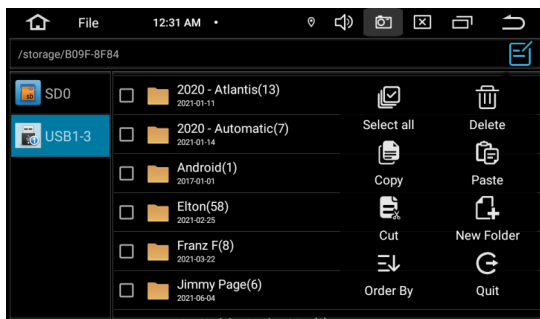 File 12:31 AM
/storage/B09F-8F84
SD0
USB1-3
2020 - Atlantis(13)
2021-01-11
2020 - Automatic(7)
2021-01-14
Android(1)
2017-01-01
Elton(58)
2021-02-25
Franz F(8)
2021-03-22
Jimmy Page(6)
2021-06-04
Select all Delete
Copy Paste
Cut New Folder
Order By Quit